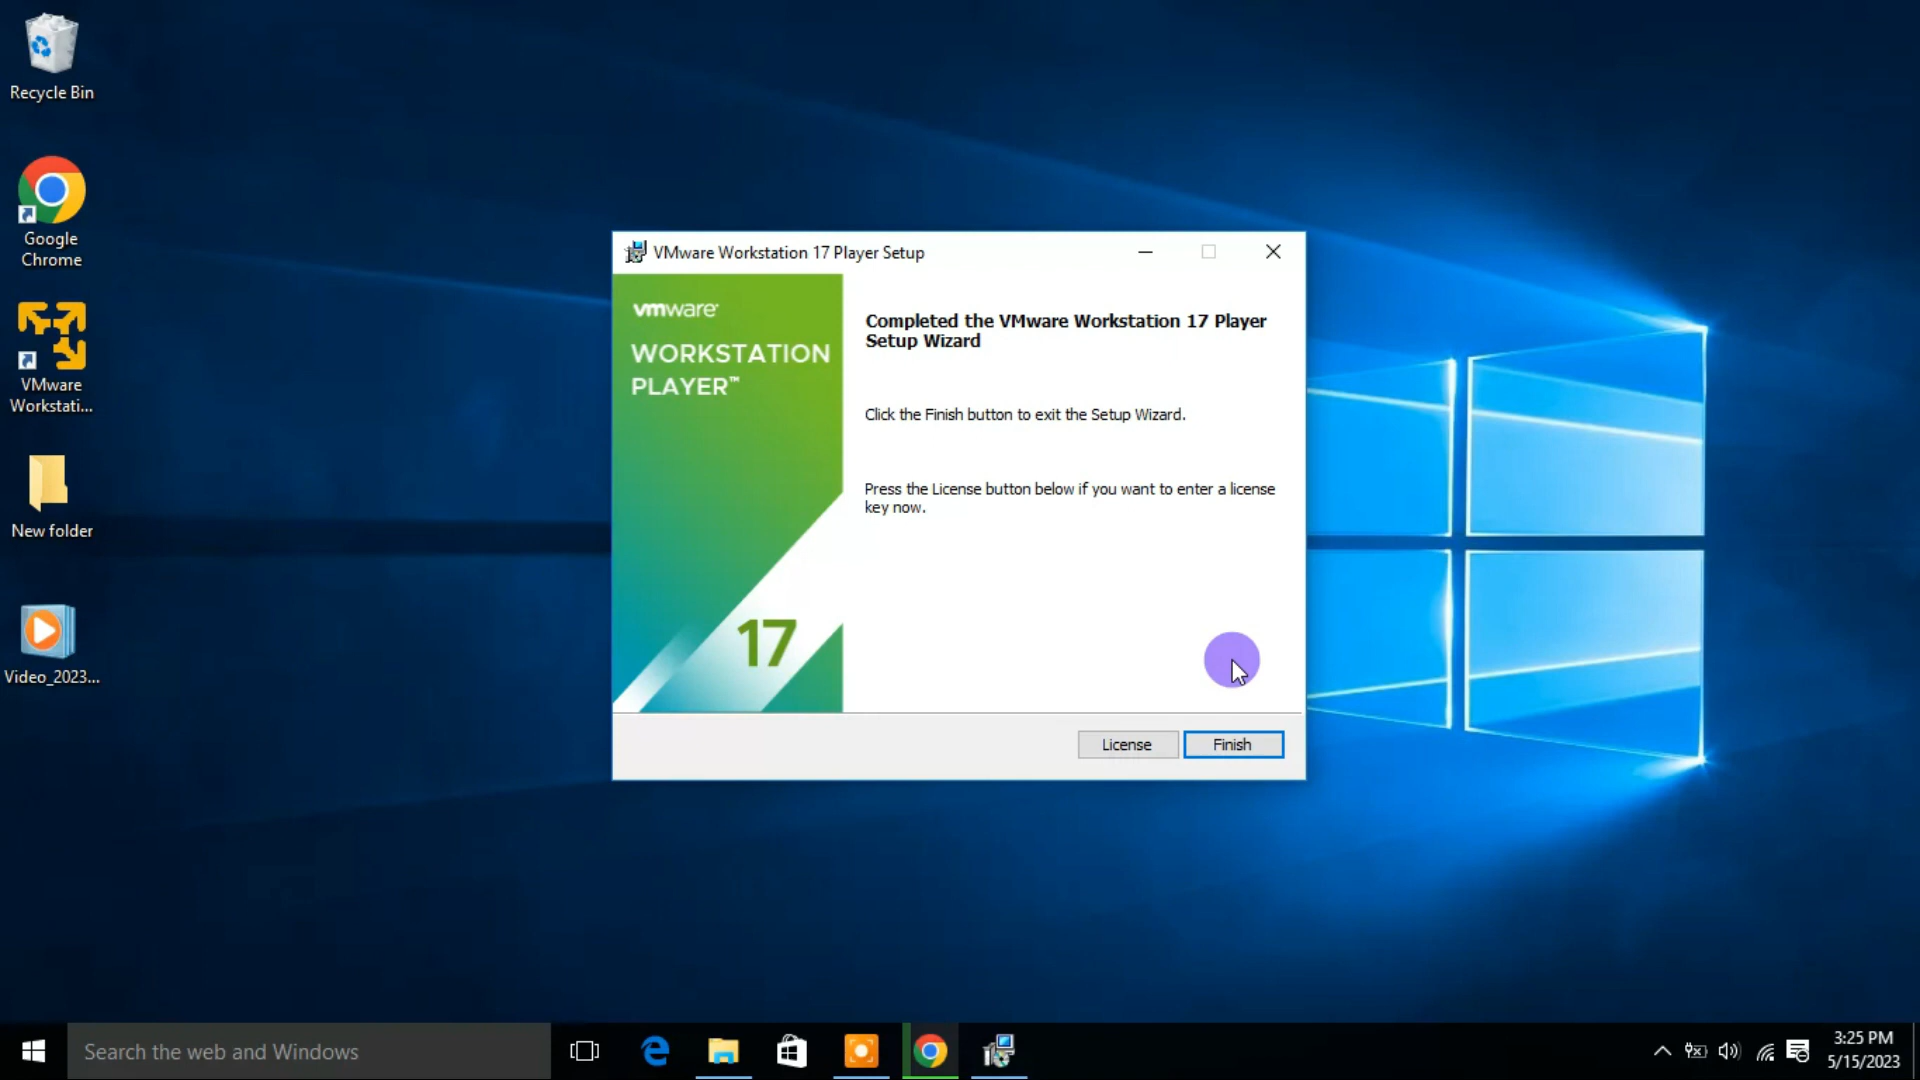 Recycle Bin
Google
Chrome
VMware
Workstati...
New folder
Video_2023...
VMware Workstation 17 Player Setup
vmware®
WORKSTATION
PLAYER™
17
Completed the VMware Workstation 17 Player
Setup Wizard
Click the Finish button to exit the Setup Wizard.
Press the License button below if you want to enter a license
key now.
License
Finish
Search the web and Windows
3:25 PM
5/15/2023